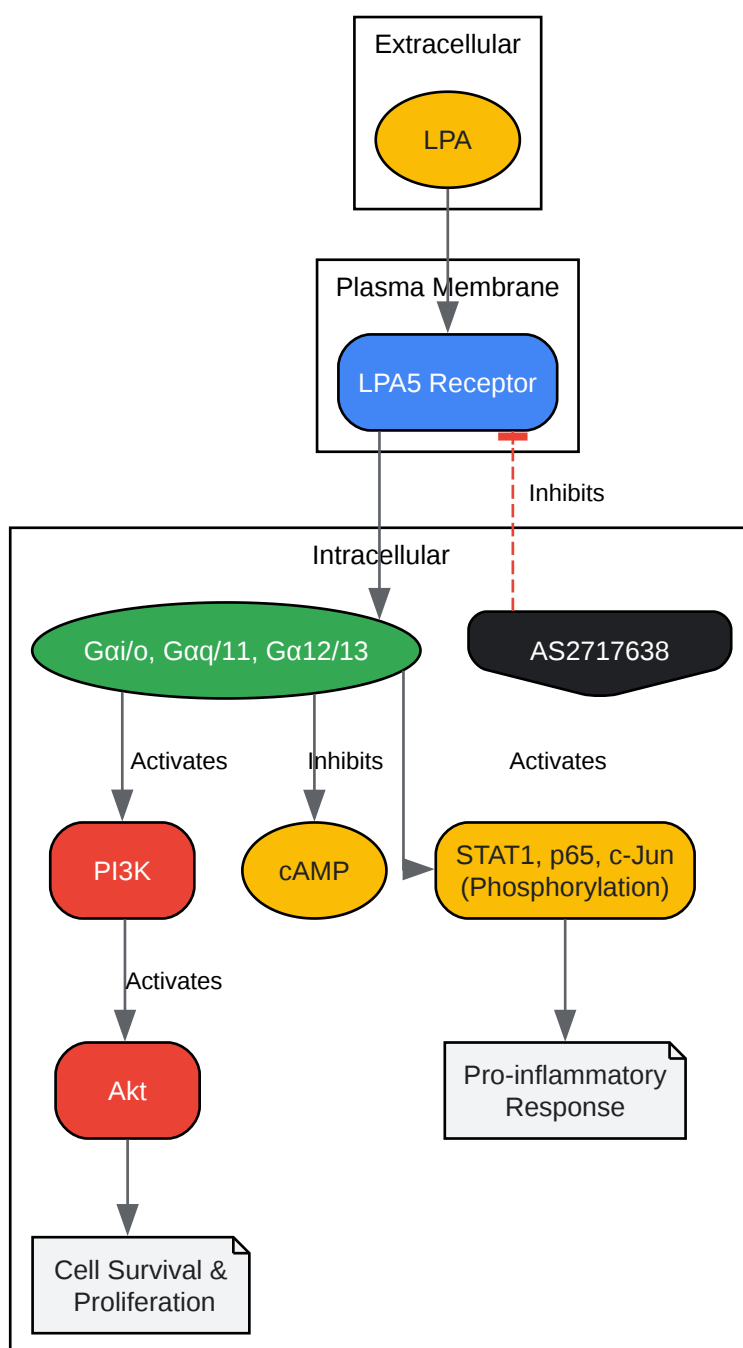 Extracellular
LPA
Plasma Membrane
LPA5 Receptor
Inhibits
Intracellular
Gαi/o, Gαq/11, Gα12/13
AS2717638
Activates
Inhibits
Activates
PI3K
cAMP
STAT1, p65, c-Jun
(Phosphorylation)
Activates
Akt
Pro-inflammatory
Response
Cell Survival &
Proliferation